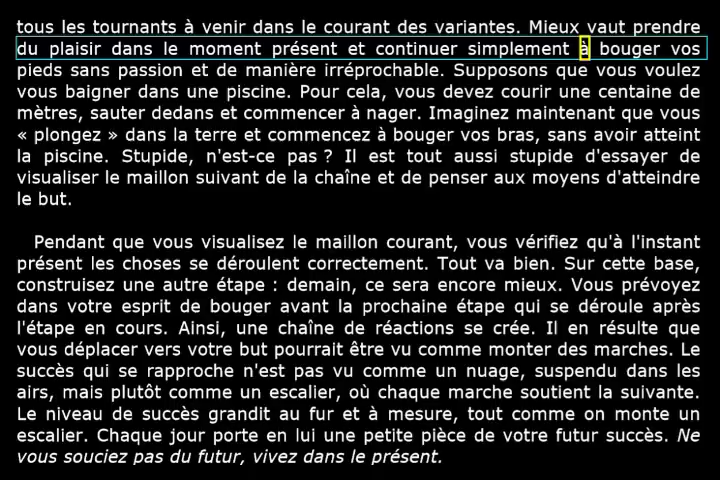 tous les tournants à venir dans le courant des variantes. Mieux vaut prendre
du plaisir dans le moment présent et continuer simplement à bouger vos
pieds sans passion et de manière irréprochable. Supposons que vous voulez
vous baigner dans une piscine. Pour cela, vous devez courir une centaine de
mètres, sauter dedans et commencer à nager. Imaginez maintenant que vous
« plongez » dans la terre et commencez à bouger vos bras, sans avoir atteint
la piscine. Stupide, n'est-ce pas ? Il est tout aussi stupide d'essayer de
visualiser le maillon suivant de la chaîne et de penser aux moyens d'atteindre
le but.
Pendant que vous visualisez le maillon courant, vous vérifiez qu'à l'instant
présent les choses se déroulent correctement. Tout va bien. Sur cette base,
construisez une autre étape : demain, ce sera encore mieux. Vous prévoyez
dans votre esprit de bouger avant la prochaine étape qui se déroule après
l'étape en cours. Ainsi, une chaîne de réactions se crée. Il en résulte que
vous déplacer vers votre but pourrait être vu comme monter des marches. Le
succès qui se rapproche n'est pas vu comme un nuage, suspendu dans les
airs, mais plutôt comme un escalier, où chaque marche soutient la suivante.
Le niveau de succès grandit au fur et à mesure, tout comme on monte un
escalier. Chaque jour porte en lui une petite pièce de votre futur succès. Ne
vous souciez pas du futur, vivez dans le présent.